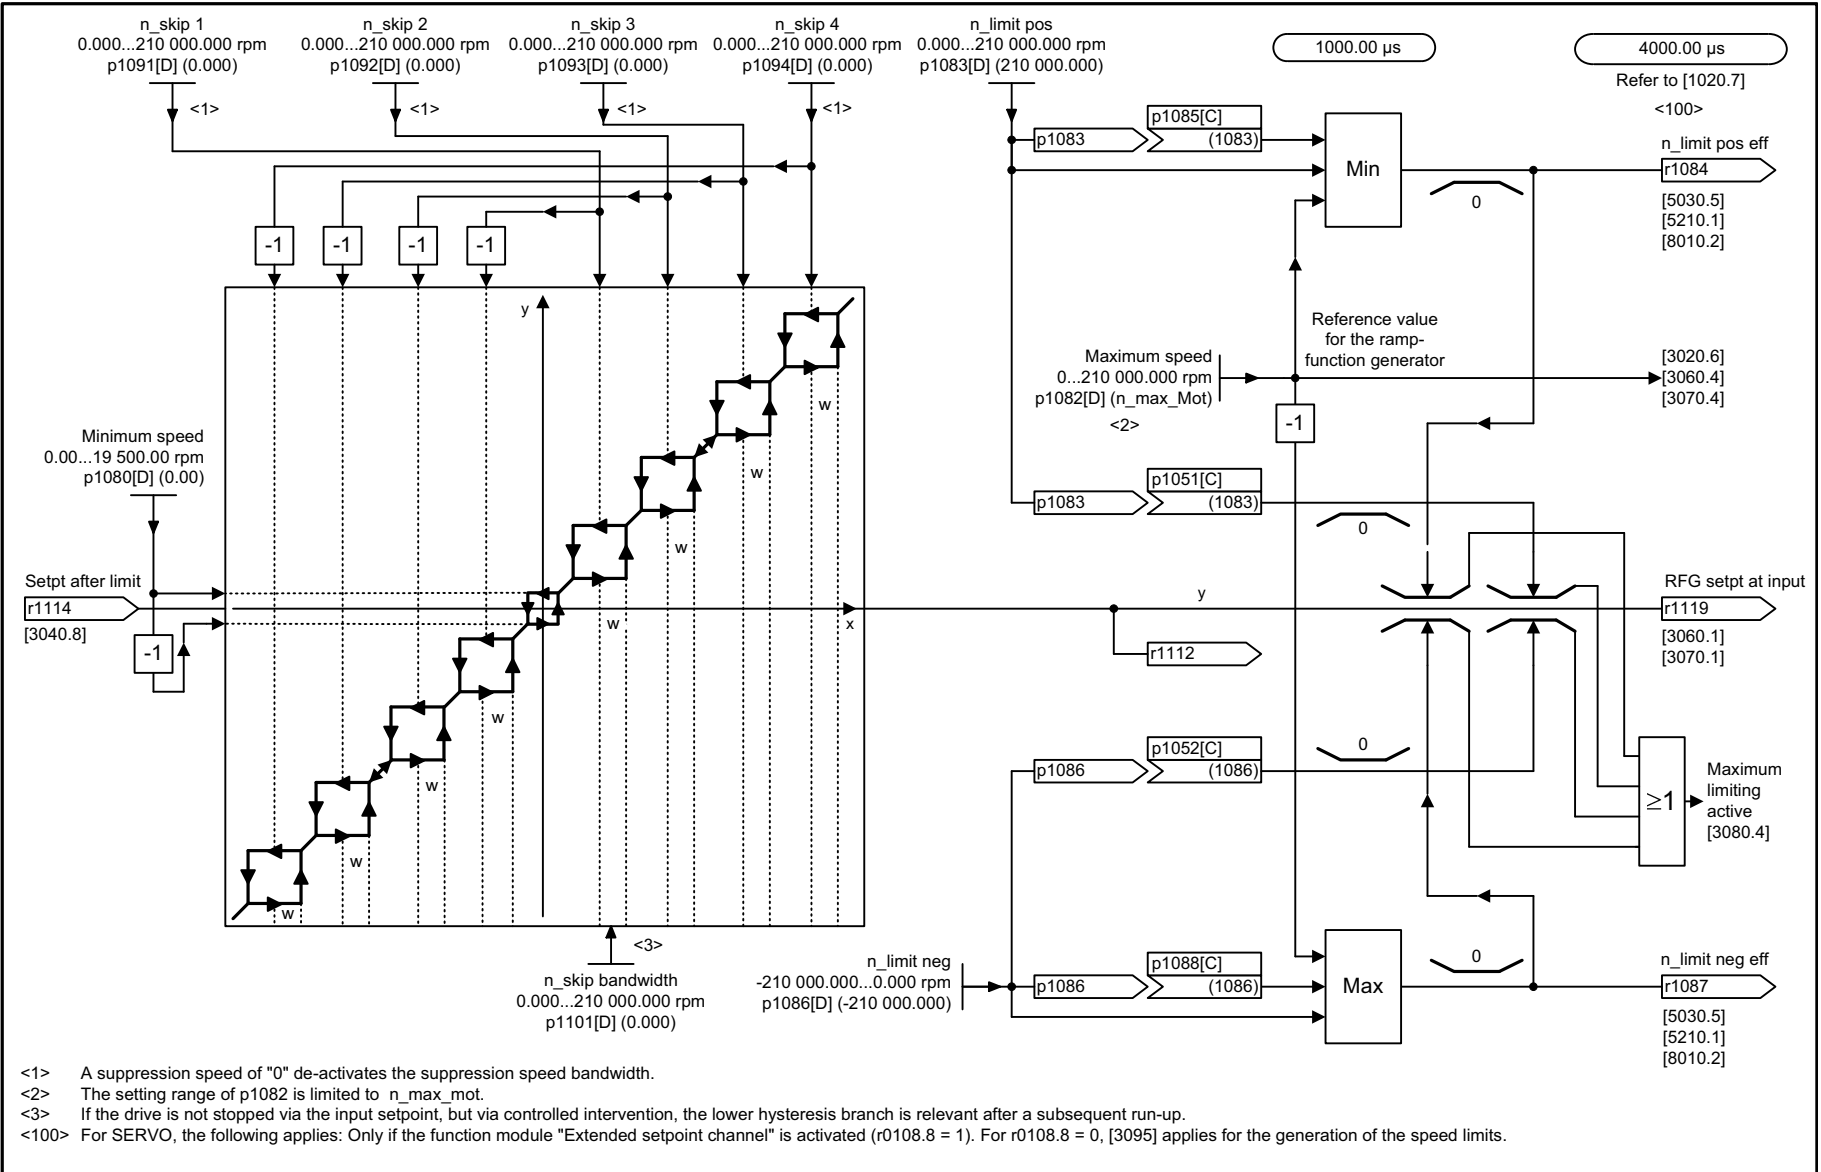 n_skip 1
0.000...210 000.000 rpm
p1091[D] (0.000)
<1>
n_skip 2
0.000...210 000.000 rpm
p1092[D] (0.000)
n_skip 3
0.000...210 000.000 rpm
p1093[D] (0.000)
<1>
n_skip 4
0.000...210 000.000 rpm
p1094[D] (0.000)
<1>
n_limit pos
0.000...210 000.000 rpm
p1083[D] (210 000.000)
1000.00 µs
4000.00 µs
Refer to [1020.7]
<100>
p1083
p1085[C]
(1083)
Min
0
n_limit pos eff
r1084
[5030.5]
[5210.1]
[8010.2]
-1
-1
-1
-1
y
w
w
w
w
w
w
w
w
x
Minimum speed
0.00...19 500.00 rpm
p1080[D] (0.00)
Setpt after limit
r1114
[3040.8]
-1
Reference value
for the ramp-
function generator
Maximum speed
0...210 000.000 rpm
p1082[D] (n_max_Mot)
<2>
-1
[3020.6]
[3060.4]
[3070.4]
p1083
p1051[C]
(1083)
0
y
RFG setpt at input
r1119
[3060.1]
[3070.1]
r1112
p1086
p1052[C]
(1086)
0
≥1
Maximum
limiting
active
[3080.4]
<3>
n_skip bandwidth
0.000...210 000.000 rpm
p1101[D] (0.000)
n_limit neg
-210 000.000...0.000 rpm
p1086[D] (-210 000.000)
p1086
p1088[C]
(1086)
Max
0
n_limit neg eff
r1087
[5030.5]
[5210.1]
[8010.2]
<1> A suppression speed of "0" de-activates the suppression speed bandwidth.
<2> The setting range of p1082 is limited to n_max_mot.
<3> If the drive is not stopped via the input setpoint, but via controlled intervention, the lower hysteresis branch is relevant after a subsequent run-up.
<100> For SERVO, the following applies: Only if the function module "Extended setpoint channel" is activated (r0108.8 = 1). For r0108.8 = 0, [3095] applies for the generation of the speed limits.